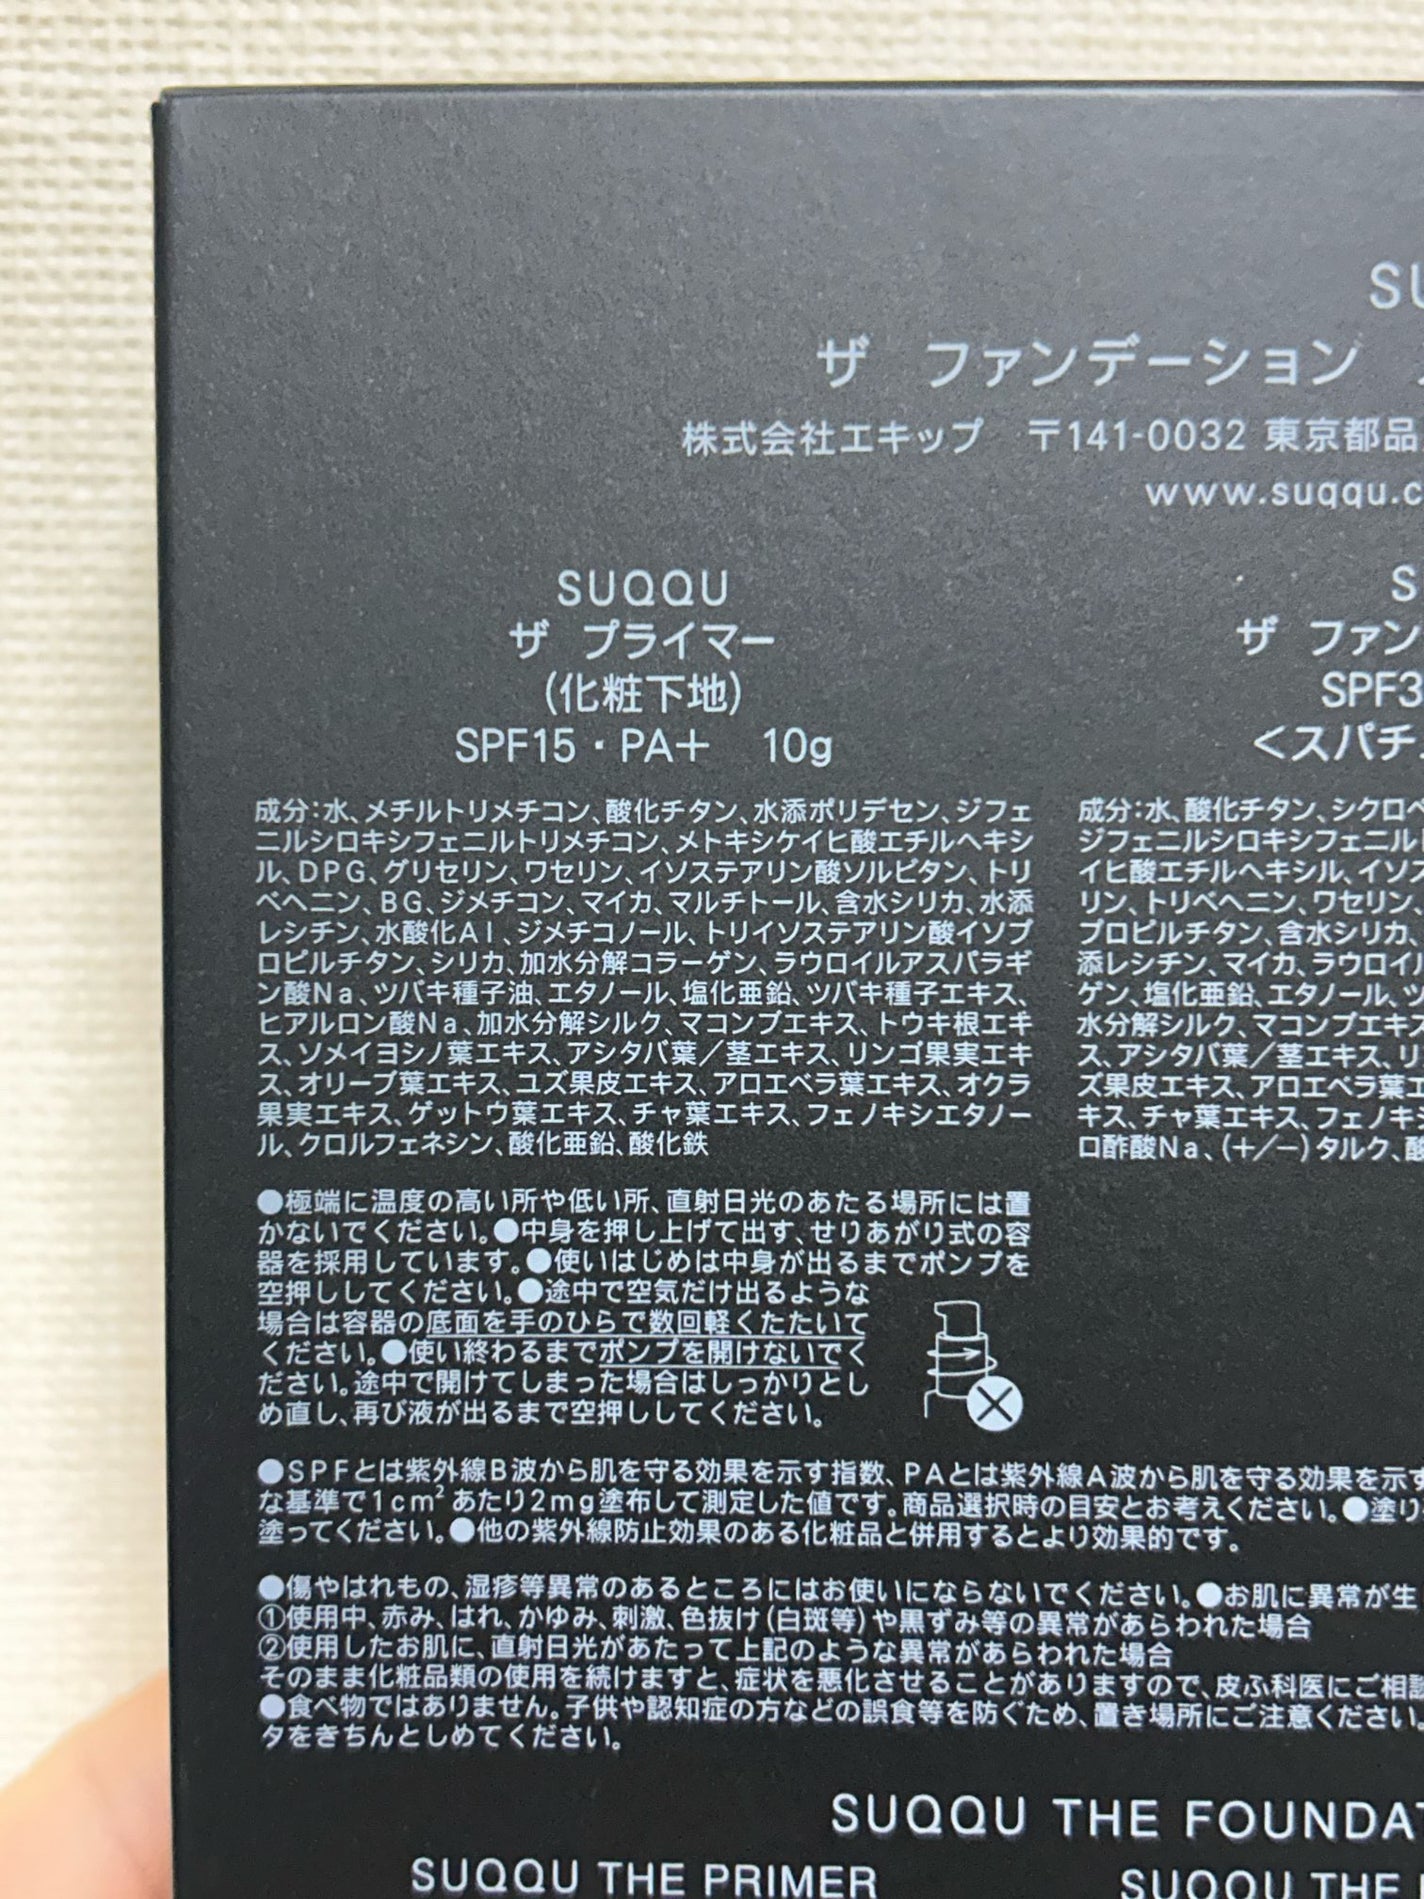 SU
ザ ファンデーション
株式会社エキップ 〒141-0032 東京都品
www.suqqu.c
SUQQU
ザ プライマー
(化粧下地)
SPF15・PA+ 10g
成分:水、メチルトリメチコン、酸化チタン、水添ポリデセン、ジフェ
ニルシロキシフェニルトリメチコン、メトキシケイヒ酸エチルヘキシ
ル、DPG、グリセリン、ワセリン、イソステアリン酸ソルビタン、トリ
ベヘニン、BG、ジメチコン、マイカ、マルチトール、含水シリカ、水添
レシチン、水酸化Al、ジメチコノール、トリイソステアリン酸イソプ
ロピルチタン、シリカ、加水分解コラーゲン、ラウロイルアスパラギ
ン酸Na、ツバキ種子油、エタノール、塩化亜鉛、ツバキ種子エキス、
ヒアルロン酸Na、加水分解シルク、マコンブエキス、トウキ根エキ
ス、ソメイヨシノ葉エキス、アシタバ葉/茎エキス、リンゴ果実エキ
ス、オリーブ葉エキス、ユズ果皮エキス、アロエベラ葉エキス、オクラ
果実エキス、ゲットウ葉エキス、チャ葉エキス、フェノキシエタノー
ル、クロルフェネシン、酸化亜鉛、酸化鉄
●極端に温度の高い所や低い所、直射日光のあたる場所には置
かないでください。●中身を押し上げて出す、せりあがり式の容
器を採用しています。●使いはじめは中身が出るまでポンプを
空押ししてください。●途中で空気だけ出るような
場合は容器の底面を手のひらで数回軽くたたいて
ください。●使い終わるまでポンプを開けないでく
ださい。途中で開けてしまった場合はしっかりとし
め直し、再び液が出るまで空押ししてください。
S
ザ ファン
SPF3
<スパチ
成分:水、酸化チタン、シクロペ
ジフェニルシロキシフェニル
イヒ酸エチルヘキシル、イソス
リン、トリベヘニン、ワセリン、
プロピルチタン、含水シリカ、
添レシチン、マイカ、ラウロイル
ゲン、塩化亜鉛、エタノール、ツ
水分解シルク、マコンブエキ
ス、アシタバ葉/茎エキス、リ
ズ果皮エキス、アロエベラ葉エ
キス、チャ葉エキス、フェノキ
ロ酢酸Na、(+/−)タルク、酸
●SPFとは紫外線B波から肌を守る効果を示す指数、PAとは紫外線A波から肌を守る効果を示す
な基準で1cm²あたり2mg塗布して測定した値です。商品選択時の目安とお考えください。●塗り
塗ってください。●他の紫外線防止効果のある化粧品と併用するとより効果的です。
●傷やはれもの、湿疹等異常のあるところにはお使いにならないでください。●お肌に異常が生
①使用中、赤み、はれ、かゆみ、刺激、色抜け(白斑等)や黒ずみ等の異常があらわれた場合
②使用したお肌に、直射日光があたって上記のような異常があらわれた場合
そのまま化粧品類の使用を続けますと、症状を悪化させることがありますので、皮ふ科医にご相談
●食べ物ではありません。子供や認知症の方などの誤食等を防ぐため、置き場所にご注意ください。
タをきちんとしめてください。
SUQQU THE FOUNDAT
SUQQU THE PRIMER
SUQQU THE F